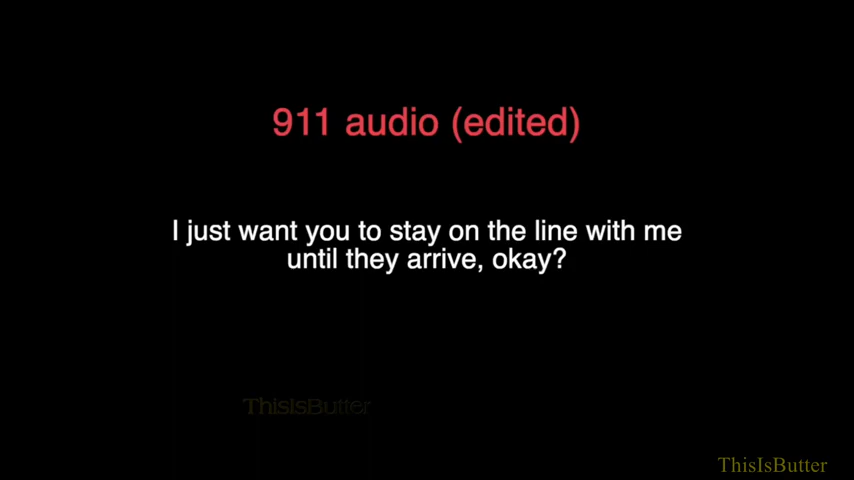 911 audio (edited)
I just want you to stay on the line with me
until they arrive, okay?
ThisIsButter
ThisIsButter